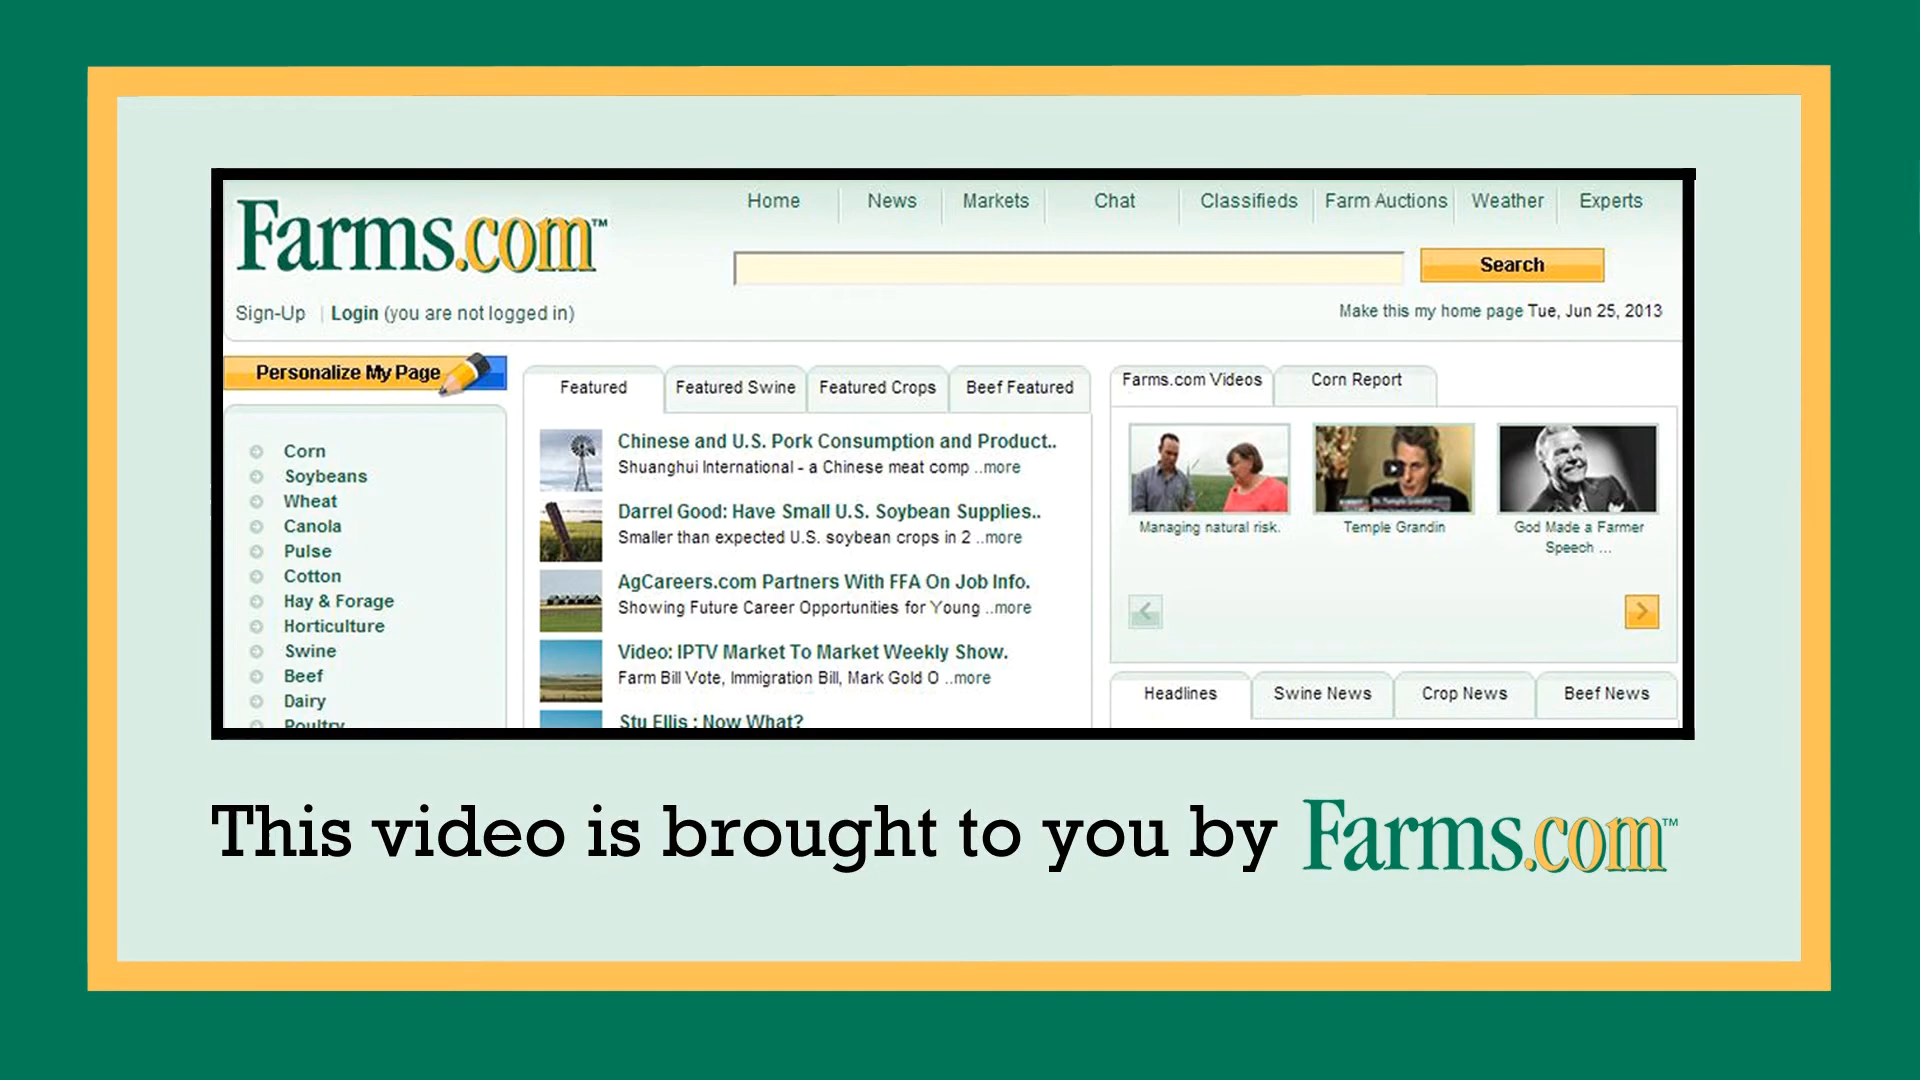 Farms.com™
Home News Markets Chat Classifieds Farm Auctions Weather Experts
Search
Sign-Up | Login (you are not logged in)
Make this my home page Tue, Jun 25, 2013
Personalize My Page
Corn
Soybeans
Wheat
Canola
Pulse
Cotton
Hay & Forage
Horticulture
Swine
Beef
Dairy
Poultry
Featured Featured Swine Featured Crops Beef Featured
Chinese and U.S. Pork Consumption and Product..
Shuanghui International - a Chinese meat comp ..more
Darrel Good: Have Small U.S. Soybean Supplies..
Smaller than expected U.S. soybean crops in 2 ..more
AgCareers.com Partners With FFA On Job Info.
Showing Future Career Opportunities for Young ..more
Video: IPTV Market To Market Weekly Show.
Farm Bill Vote, Immigration Bill, Mark Gold O ..more
Stu Ellis : Now What?
Farms.com Videos Corn Report
Managing natural risk.
Temple Grandin
God Made a Farmer
Speech ...
Headlines Swine News Crop News Beef News
This video is brought to you by Farms.com™